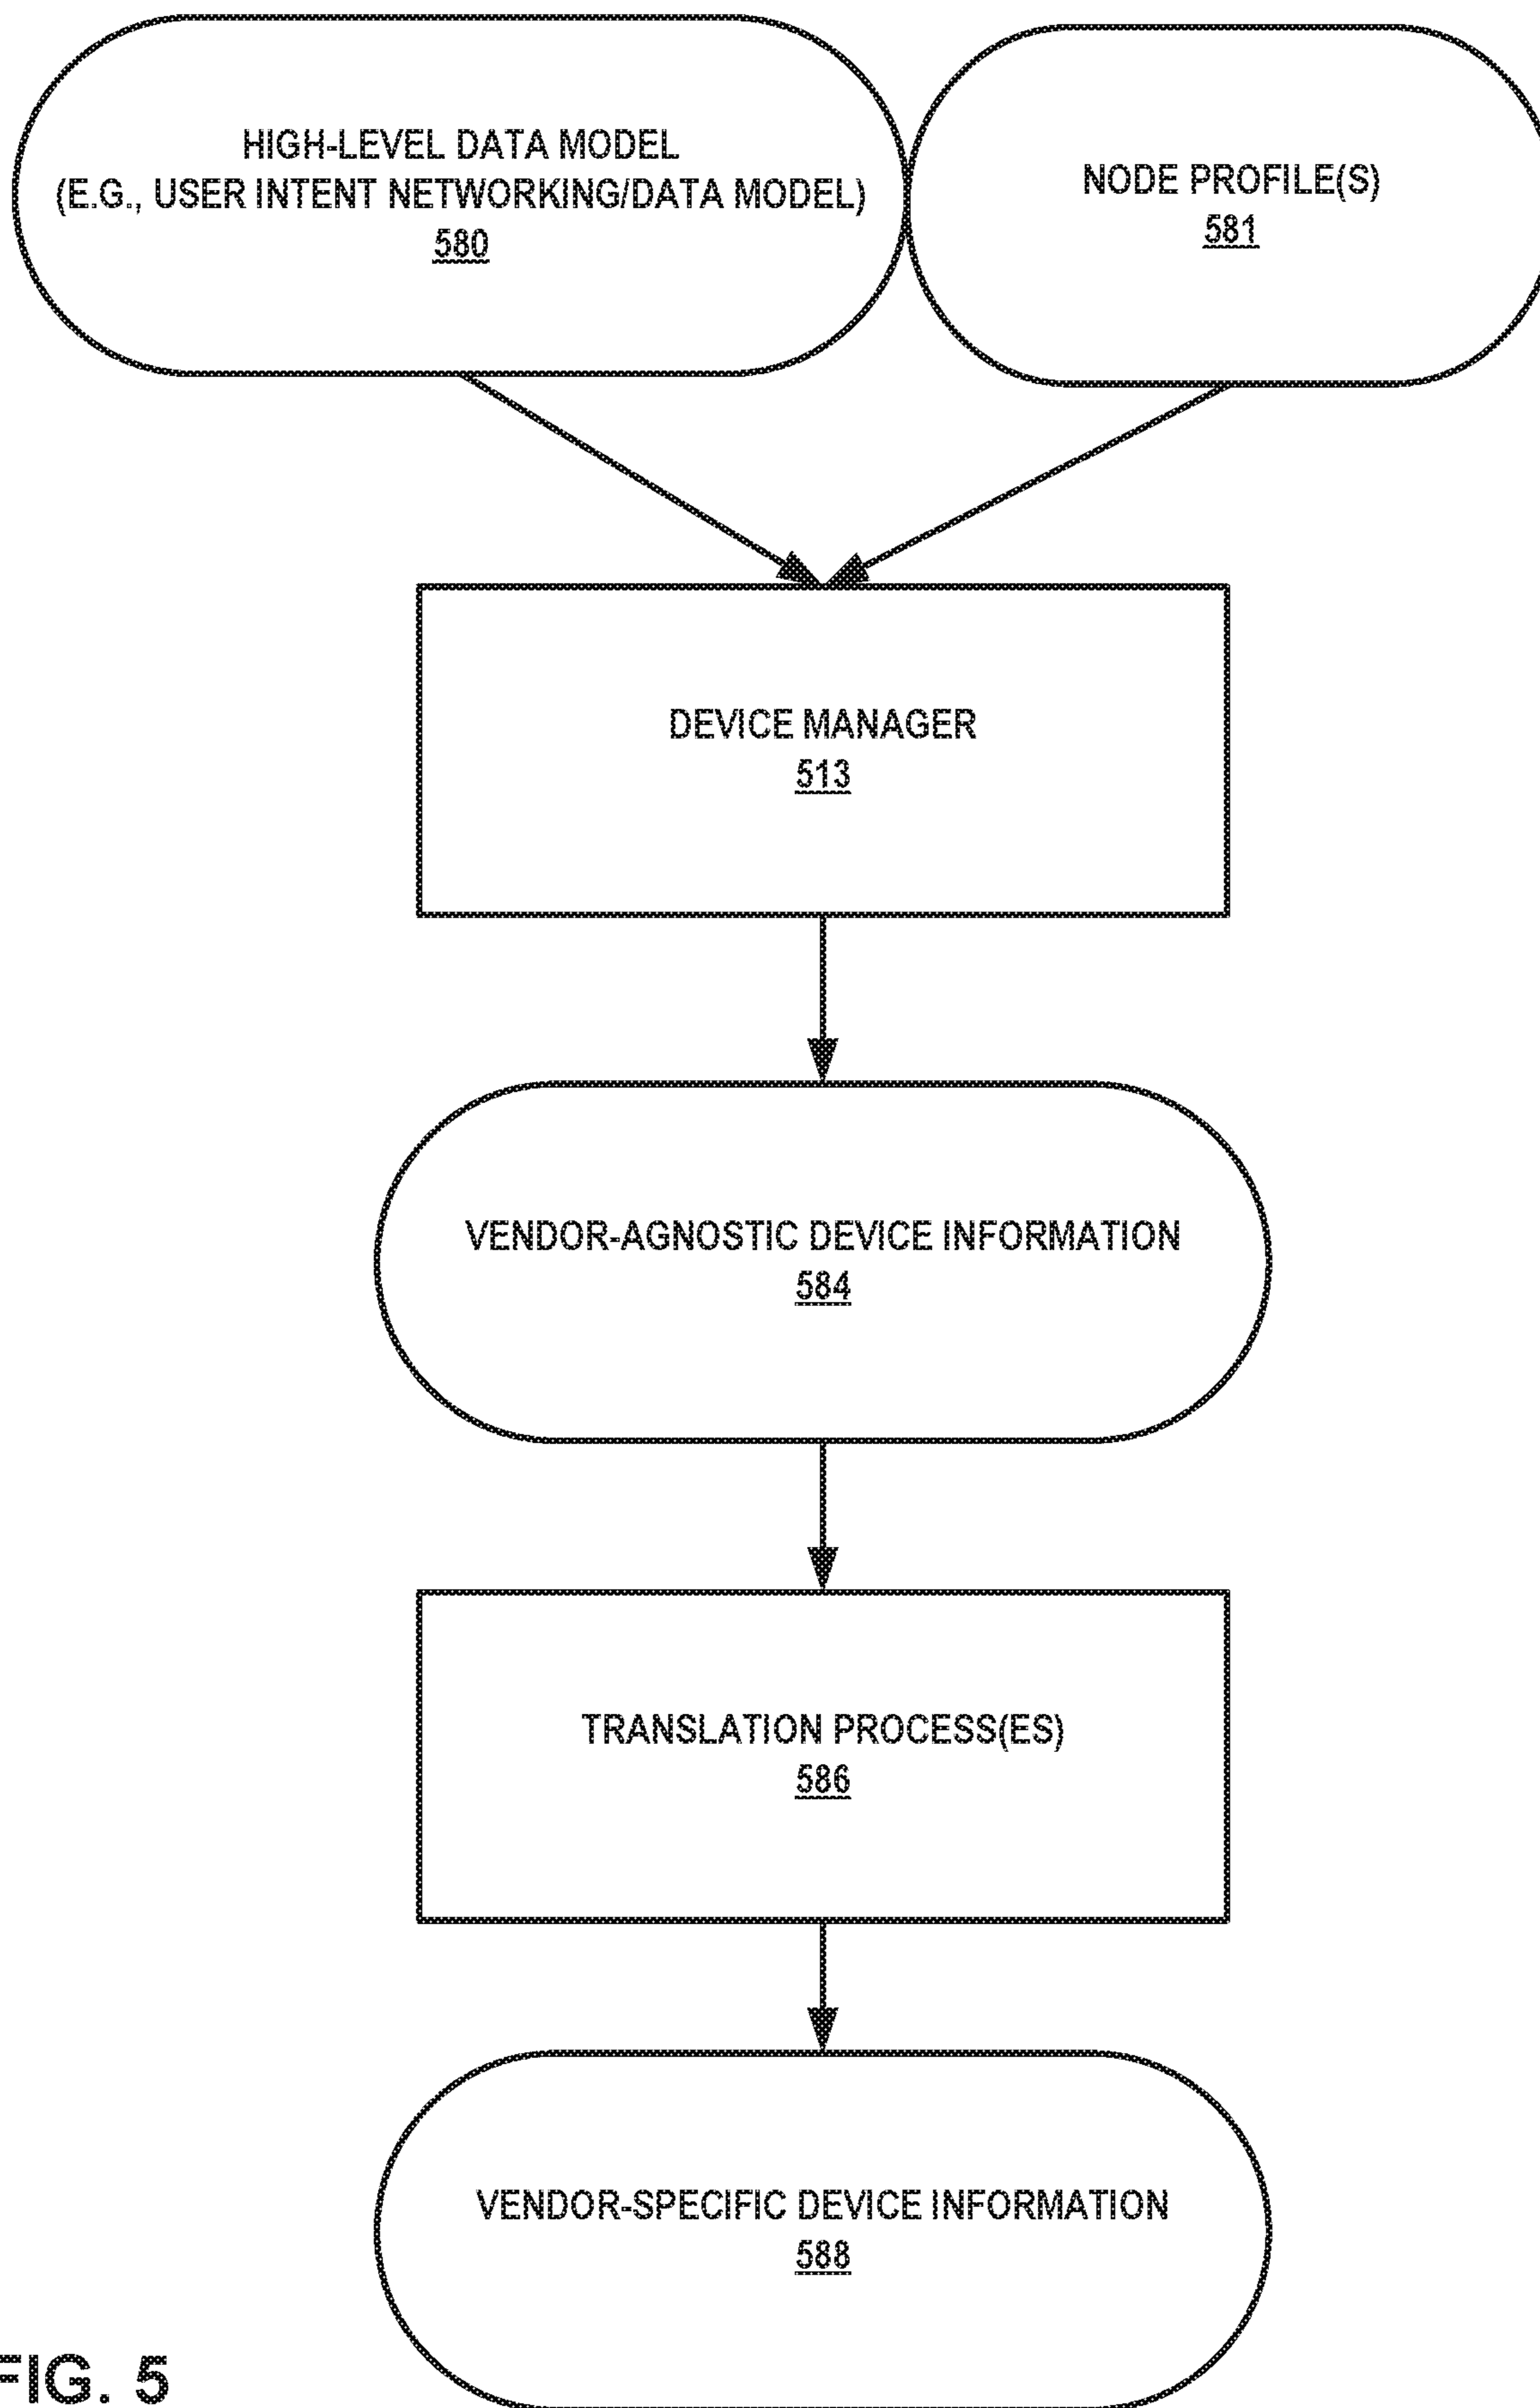 HIGH-LEVEL DATA MODEL
(E.G., USER INTENT NETWORKING/DATA MODEL)
580
NODE PROFILE(S)
581
DEVICE MANAGER
513
VENDOR-AGNOSTIC DEVICE INFORMATION
584
TRANSLATION PROCESS(ES)
586
VENDOR-SPECIFIC DEVICE INFORMATION
588
FIG. 5